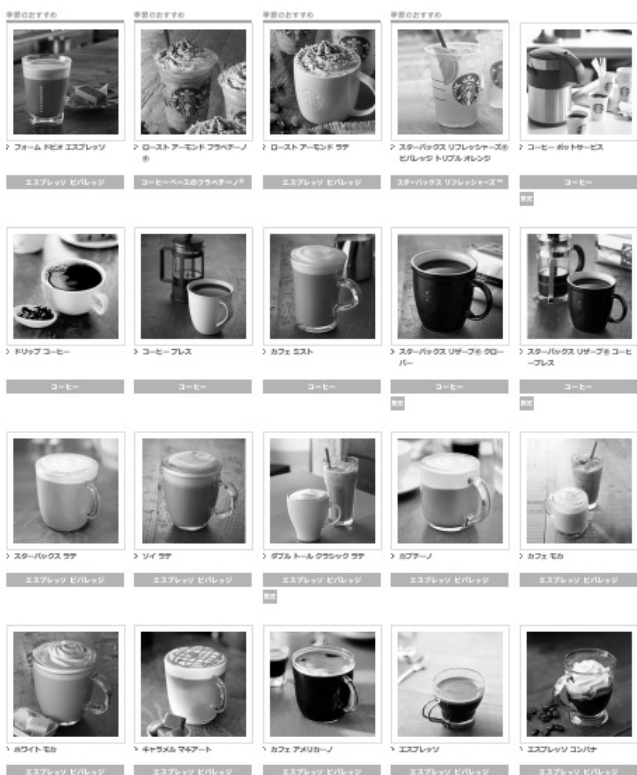 季節のおすすめ
季節のおすすめ
季節のおすすめ
季節のおすすめ
フォーム ドピオ エスプレッソ
ロースト アーモンド フラペチーノ
®
ロースト アーモンド ラテ
スターバックス リフレッシャーズ®
ビバレッジ トリプル オレンジ
コーヒー ポットサービス
エスプレッソ ビバレッジ
コーヒーベースのフラペチーノ®
エスプレッソ ビバレッジ
スターバックス リフレッシャーズ™
コーヒー
限定
ドリップ コーヒー
コーヒー プレス
カフェ ミスト
スターバックス リザーブ® クロー
バー
スターバックス リザーブ® コーヒ
ープレス
コーヒー
コーヒー
コーヒー
コーヒー
コーヒー
限定
限定
スターバックス ラテ
ソイ ラテ
ダブル トール クラシック ラテ
カプチーノ
カフェ モカ
エスプレッソ ビバレッジ
エスプレッソ ビバレッジ
エスプレッソ ビバレッジ
エスプレッソ ビバレッジ
エスプレッソ ビバレッジ
限定
ホワイト モカ
キャラメル マキアート
カフェ アメリカーノ
エスプレッソ
エスプレッソ コンパナ
エスプレッソ ビバレッジ
エスプレッソ ビバレッジ
エスプレッソ ビバレッジ
エスプレッソ ビバレッジ
エスプレッソ ビバレッジ